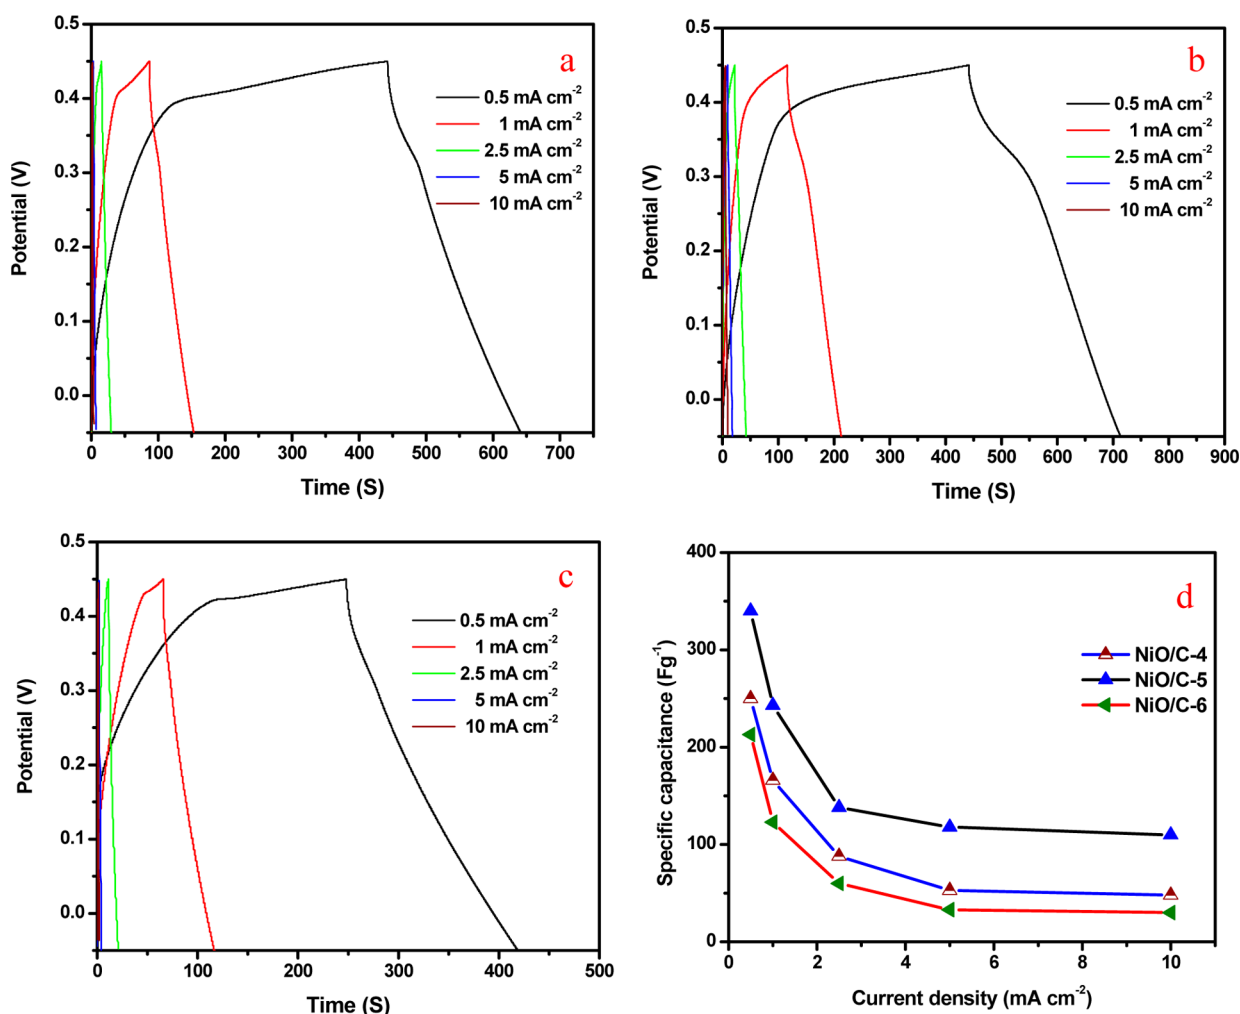 a
0.5 mA cm-2
1 mA cm-2
2.5 mA cm-2
5 mA cm-2
10 mA cm-2
0.5
0.4
0.3
0.2
0.1
0.0
Potential (V)
0 100 200 300 400 500 600 700
Time (S)
b
0.5 mA cm-2
1 mA cm-2
2.5 mA cm-2
5 mA cm-2
10 mA cm-2
0.5
0.4
0.3
0.2
0.1
0.0
Potential (V)
0 100 200 300 400 500 600 700 800 900
Time (S)
c
0.5 mA cm-2
1 mA cm-2
2.5 mA cm-2
5 mA cm-2
10 mA cm-2
0.5
0.4
0.3
0.2
0.1
0.0
Potential (V)
0 100 200 300 400 500
Time (S)
d
NiO/C-4
NiO/C-5
NiO/C-6
400
300
200
100
0
Specific capacitance (Fg-1)
0 2 4 6 8 10
Current density (mA cm-2)